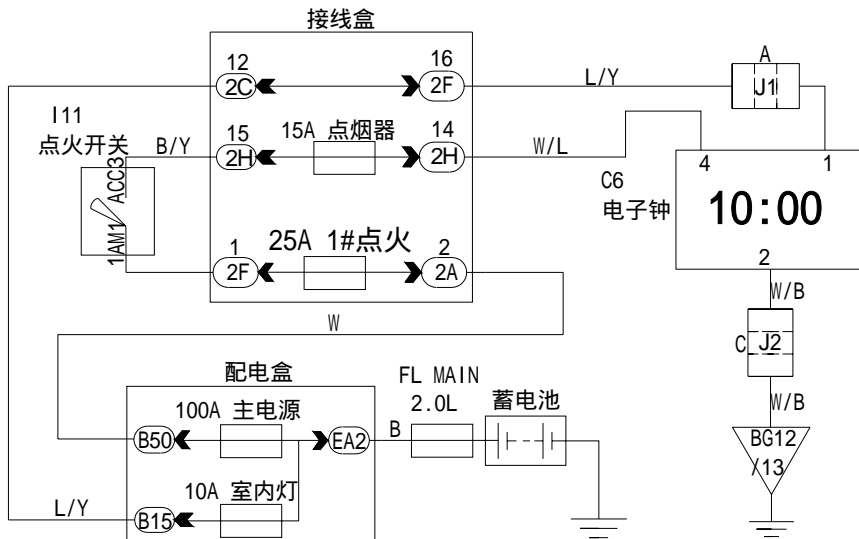 接线盒
12
2C
16
2F
L/Y
A
J1
I11
点火开关
B/Y
15
2H
15A 点烟器
14
2H
W/L
ACC3
1AM1
4
1
C6
电子钟
10:00
2
1
2F
25A 1#点火
2
2A
W/B
W
C
J2
W/B
配电盒
FL MAIN
2.0L
蓄电池
100A 主电源
B50
EA2
B
BG12
/13
10A 室内灯
L/Y
B15